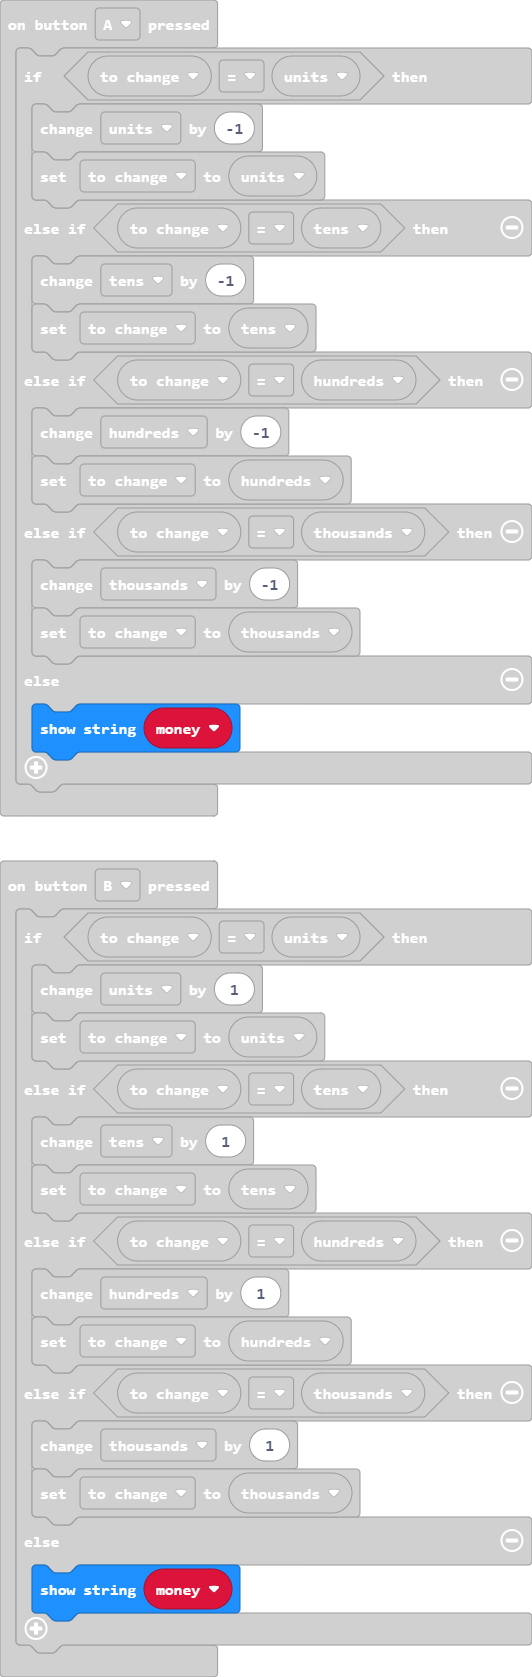 on button A pressed
if to change = units then
change units by -1
set to change to units
else if to change = tens then
change tens by -1
set to change to tens
else if to change = hundreds then
change hundreds by -1
set to change to hundreds
else if to change = thousands then
change thousands by -1
set to change to thousands
else
show string money
on button B pressed
if to change = units then
change units by 1
set to change to units
else if to change = tens then
change tens by 1
set to change to tens
else if to change = hundreds then
change hundreds by 1
set to change to hundreds
else if to change = thousands then
change thousands by 1
set to change to thousands
else
show string money